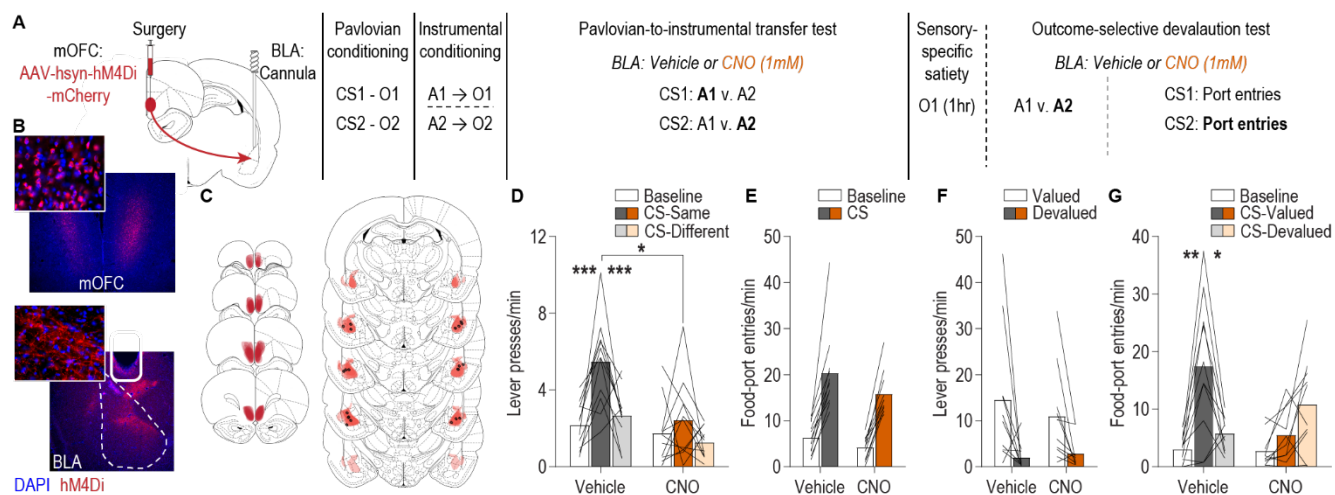 A
Surgery
mOFC:
AAV-hsyn-hM4Di
-mCherry
BLA:
Cannula
Pavlovian
conditioning
CS1 - O1
CS2 - O2
Instrumental
conditioning
A1 → O1
A2 → O2
Pavlovian-to-instrumental transfer test
BLA: Vehicle or CNO (1mM)
CS1: A1 v. A2
CS2: A1 v. A2
Sensory-
specific
satiety
O1 (1hr)
Outcome-selective devalaution test
BLA: Vehicle or CNO (1mM)
A1 v. A2
CS1: Port entries
CS2: Port entries
B
mOFC
BLA
DAPI hM4Di
C
D
Baseline
CS-Same
CS-Different
Lever presses/min
12
8
4
0
*
*** ***
Vehicle CNO
E
Baseline
CS
Food-port entries/min
50
40
30
20
10
0
Vehicle CNO
F
Valued
Devalued
Lever presses/min
50
40
30
20
10
0
Vehicle CNO
G
Baseline
CS-Valued
CS-Devalued
Food-port entries/min
40
30
20
10
0
** *
Vehicle CNO